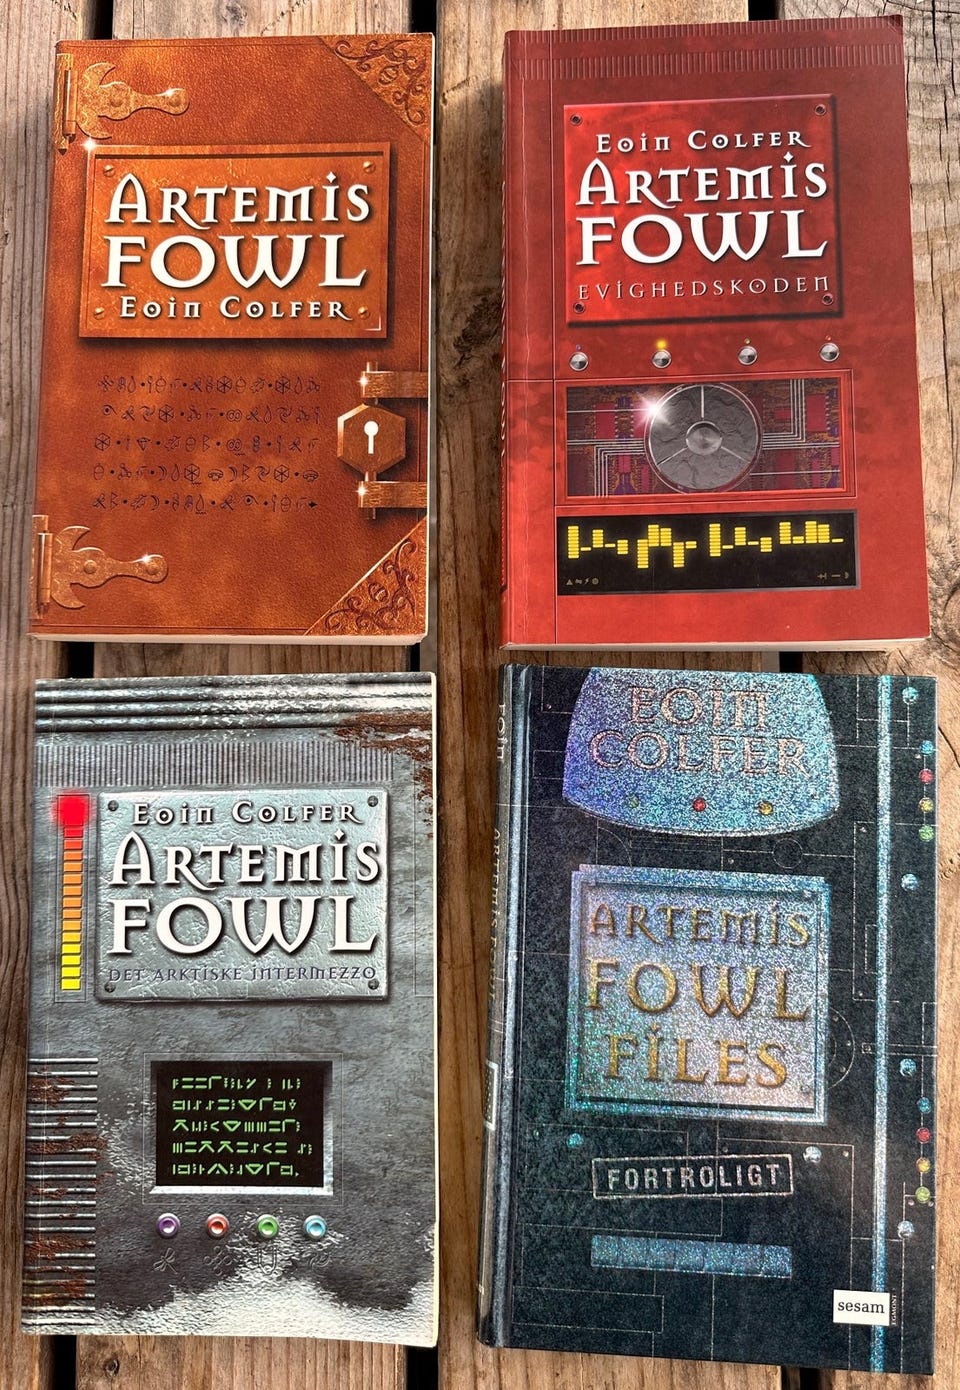 ARTEMIS
FOWL
EOIN COLFER
EOIN COLFER
ARTEMIS
FOWL
EVIGHEDSKODEN
EOIN COLFER
ARTEMIS
FOWL
DET ARKTISKE INTERMEZZO
EOIN
COLFER
ARTEMIS
FOWL
FILES
FORTROLIGT
sesam
EGMONT